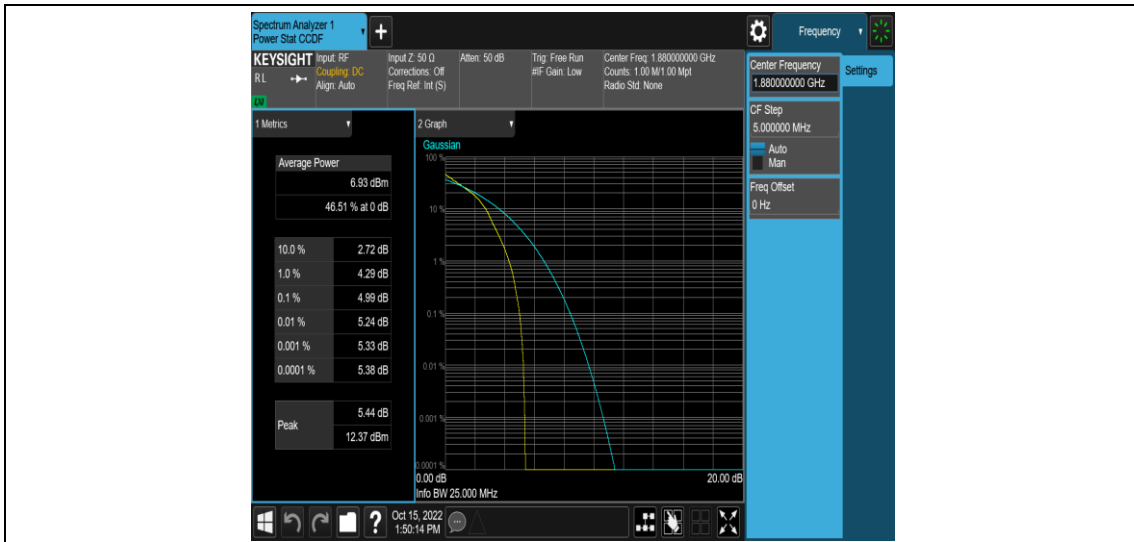 Spectrum Analyzer 1
Power Stat CCDF
+
Frequency
KEYSIGHT
RL
LXI
Input: RF
Coupling: DC
Align: Auto
Input Z: 50 Ω
Corrections: Off
Freq Ref: Int (S)
Atten: 50 dB
Trig: Free Run
#IF Gain: Low
Center Freq: 1.880000000 GHz
Counts: 1.00 M/1.00 Mpt
Radio Std: None
Center Frequency
1.880000000 GHz
Settings
CF Step
5.000000 MHz
Auto
Man
Freq Offset
0 Hz
1 Metrics
Average Power
6.93 dBm
46.51 % at 0 dB
10.0 % 2.72 dB
1.0 % 4.29 dB
0.1 % 4.99 dB
0.01 % 5.24 dB
0.001 % 5.33 dB
0.0001 % 5.38 dB
Peak
5.44 dB
12.37 dBm
2 Graph
Gaussian
100 %
10 %
1 %
0.1 %
0.01 %
0.001 %
0.0001 %
0.00 dB
20.00 dB
Info BW 25.000 MHz
?
Oct 15, 2022
1:50:14 PM